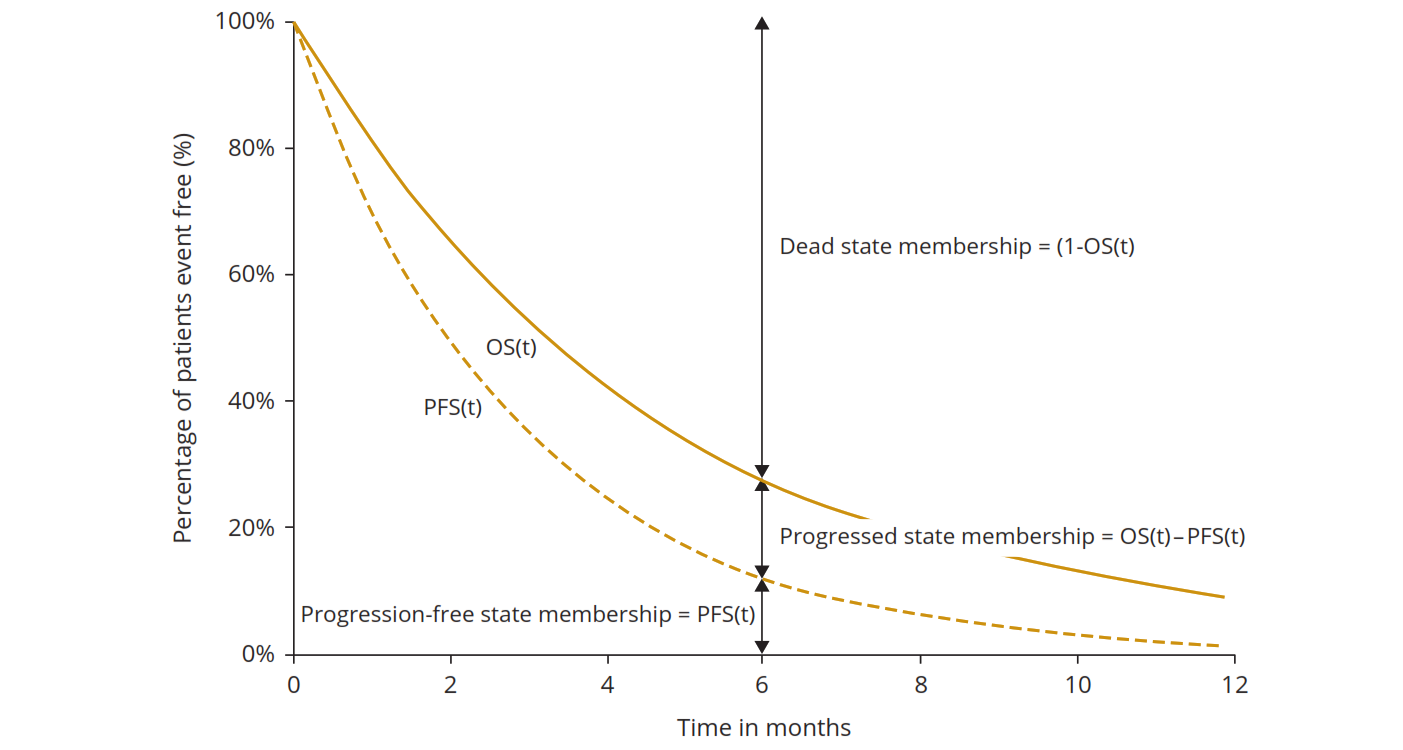 100%
80%
60%
40%
20%
0%
Percentage of patients event free (%)
Dead state membership = (1-OS(t)
OS(t)
PFS(t)
Progressed state membership = OS(t)–PFS(t)
Progression-free state membership = PFS(t)
0 2 4 6 8 10 12
Time in months